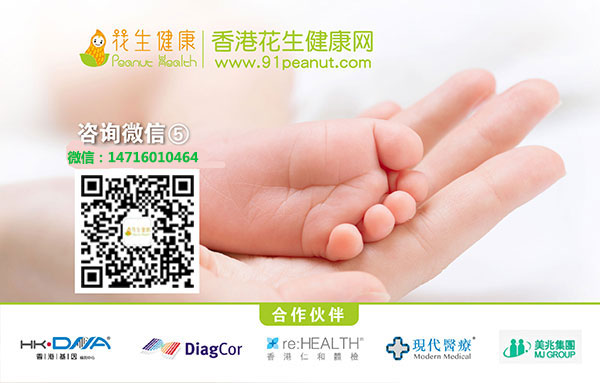 花生健康 香港花生健康网
Peanut Health www.91peanut.com
咨询微信⑤
微信：14716010464
花生健康
合作伙伴
HK·DNA DiagCor re:HEALTH® 現代醫療® 美兆集團
香港基因 香港仁和體檢 Modern Medical MJ GROUP